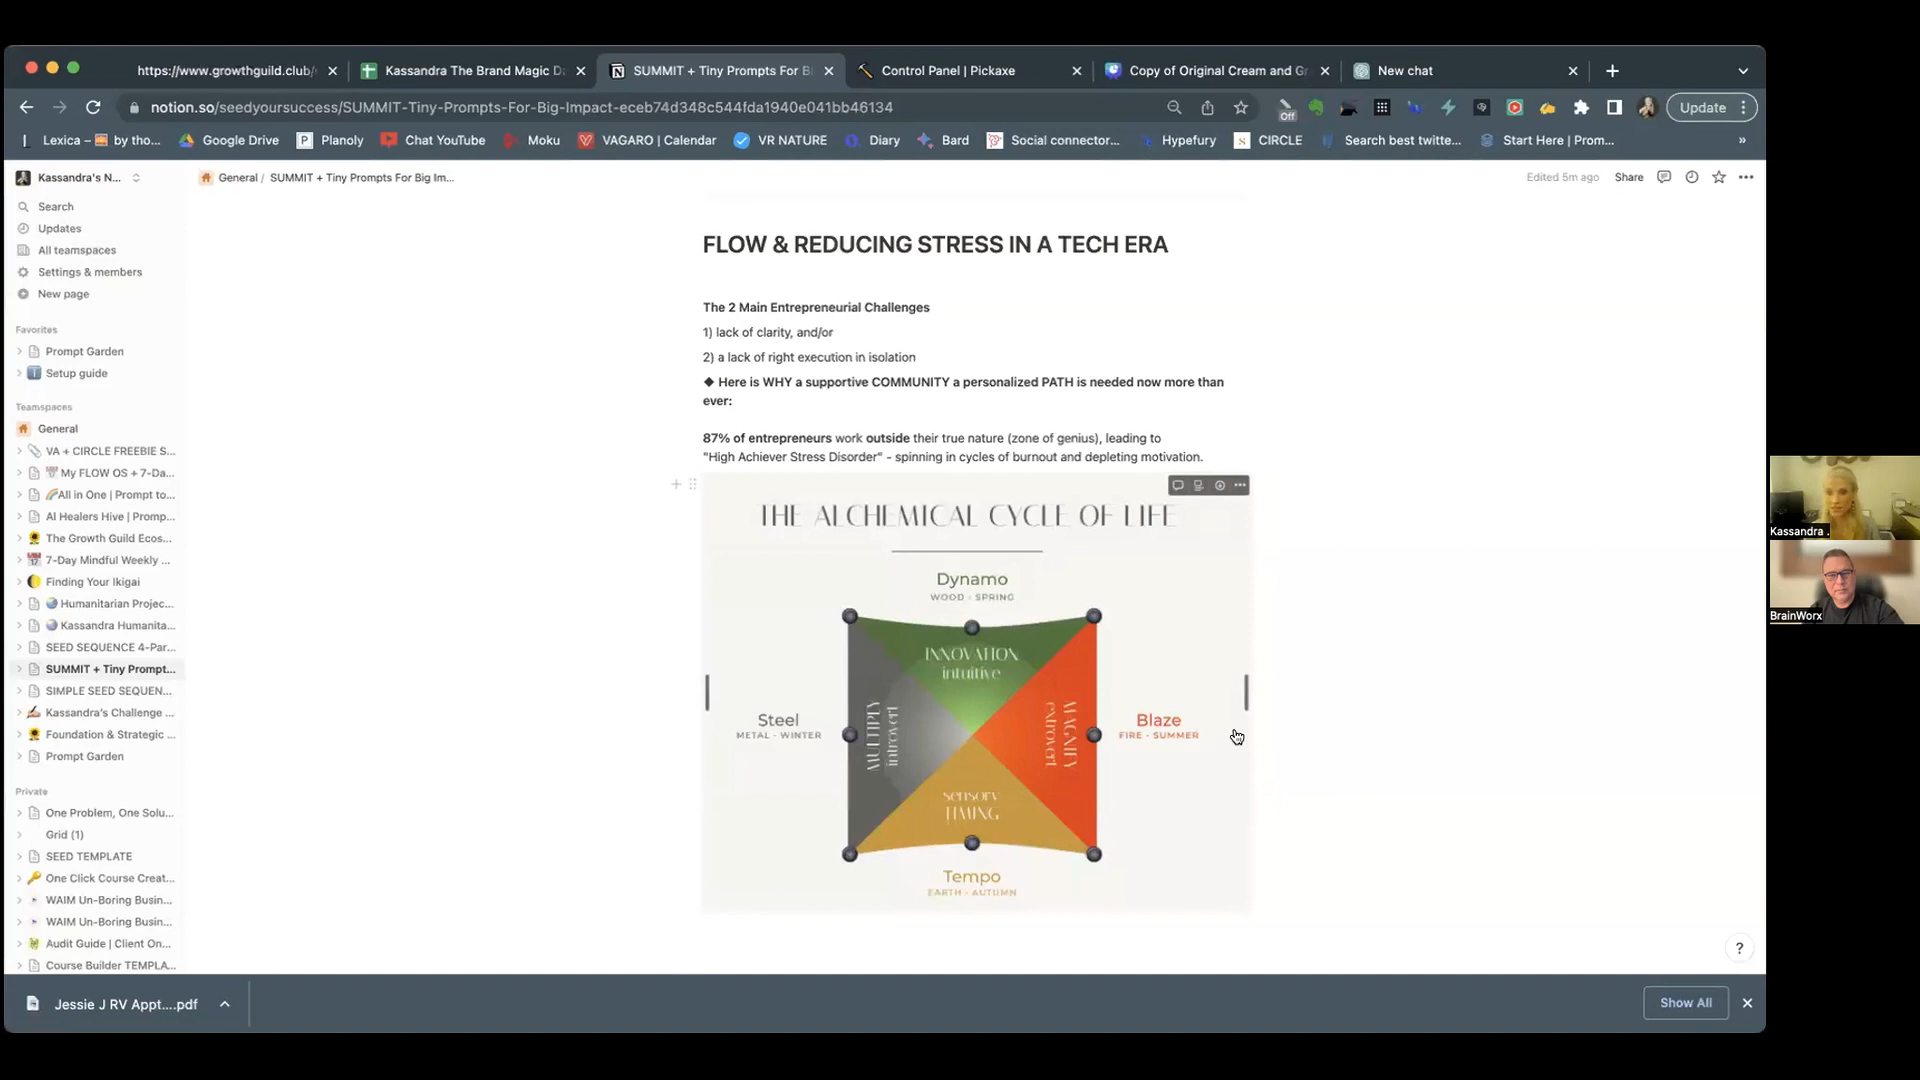 https://www.growthguild.club/
Kassandra The Brand Magic D
SUMMIT + Tiny Prompts For B
Control Panel | Pickaxe
Copy of Original Cream and Gr
New chat
notion.so/seedyoursuccess/SUMMIT-Tiny-Prompts-For-Big-Impact-eceb74d348c544fda1940e041bb46134
Off
Update
Lexica – by tho...
Google Drive
Planoly
Chat YouTube
Moku
VAGARO | Calendar
VR NATURE
Diary
Bard
Social connector...
Hypefury
CIRCLE
Search best twitte...
Start Here | Prom...
»
Kassandra's N...
General / SUMMIT + Tiny Prompts For Big Im...
Edited 5m ago
Share
Search
Updates
All teamspaces
Settings & members
New page
Favorites
Prompt Garden
Setup guide
Teamspaces
General
VA + CIRCLE FREEBIE S...
My FLOW OS + 7-Da...
All in One | Prompt to...
AI Healers Hive | Promp...
The Growth Guild Ecos...
7-Day Mindful Weekly ...
Finding Your Ikigai
Humanitarian Projec...
Kassandra Humanita...
SEED SEQUENCE 4-Par...
SUMMIT + Tiny Prompt...
SIMPLE SEED SEQUEN...
Kassandra's Challenge ...
Foundation & Strategic ...
Prompt Garden
Private
One Problem, One Solu...
Grid (1)
SEED TEMPLATE
One Click Course Creat...
WAIM Un-Boring Busin...
WAIM Un-Boring Busin...
Audit Guide | Client On...
Course Builder TEMPLA...
FLOW & REDUCING STRESS IN A TECH ERA
The 2 Main Entrepreneurial Challenges
1) lack of clarity, and/or
2) a lack of right execution in isolation
◆ Here is WHY a supportive COMMUNITY a personalized PATH is needed now more than
ever:
87% of entrepreneurs work outside their true nature (zone of genius), leading to
"High Achiever Stress Disorder" - spinning in cycles of burnout and depleting motivation.
THE ALCHEMICAL CYCLE OF LIFE
Dynamo
WOOD - SPRING
INNOVATION
intuitive
Steel
METAL - WINTER
MULTIPLY
introvert
MAGNIFY
extrovert
Blaze
FIRE - SUMMER
sensory
TIMING
Tempo
EARTH - AUTUMN
?
Kassandra .
BrainWorx
Jessie J RV Appt....pdf
Show All